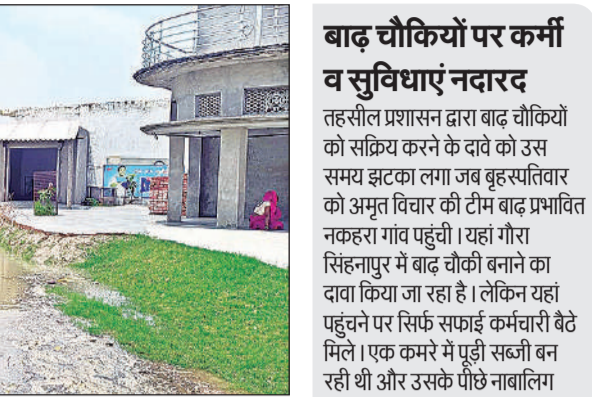 बाढ़ चौकियों पर कर्मी
व सुविधाएं नदारद
तहसील प्रशासन द्वारा बाढ़ चौकियों
को सक्रिय करने के दावे को उस
समय झटका लगा जब बृहस्पतिवार
को अमृत विचार की टीम बाढ़ प्रभावित
नकहरा गांव पहुंची । यहां गौरा
सिंहनापुर में बाढ़ चौकी बनाने का
दावा किया जा रहा है । लेकिन यहां
पहुंचने पर सिर्फ सफाई कर्मचारी बैठे
मिले । एक कमरे में पूड़ी सब्जी बन
रही थी और उसके पीछे नाबालिग